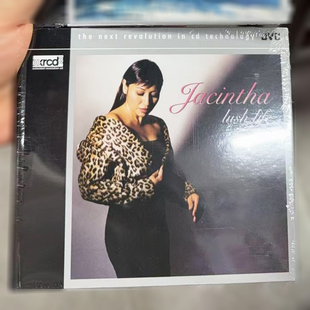 the next revolution in cd technology JVC
xrcd
Jacintha
lush life